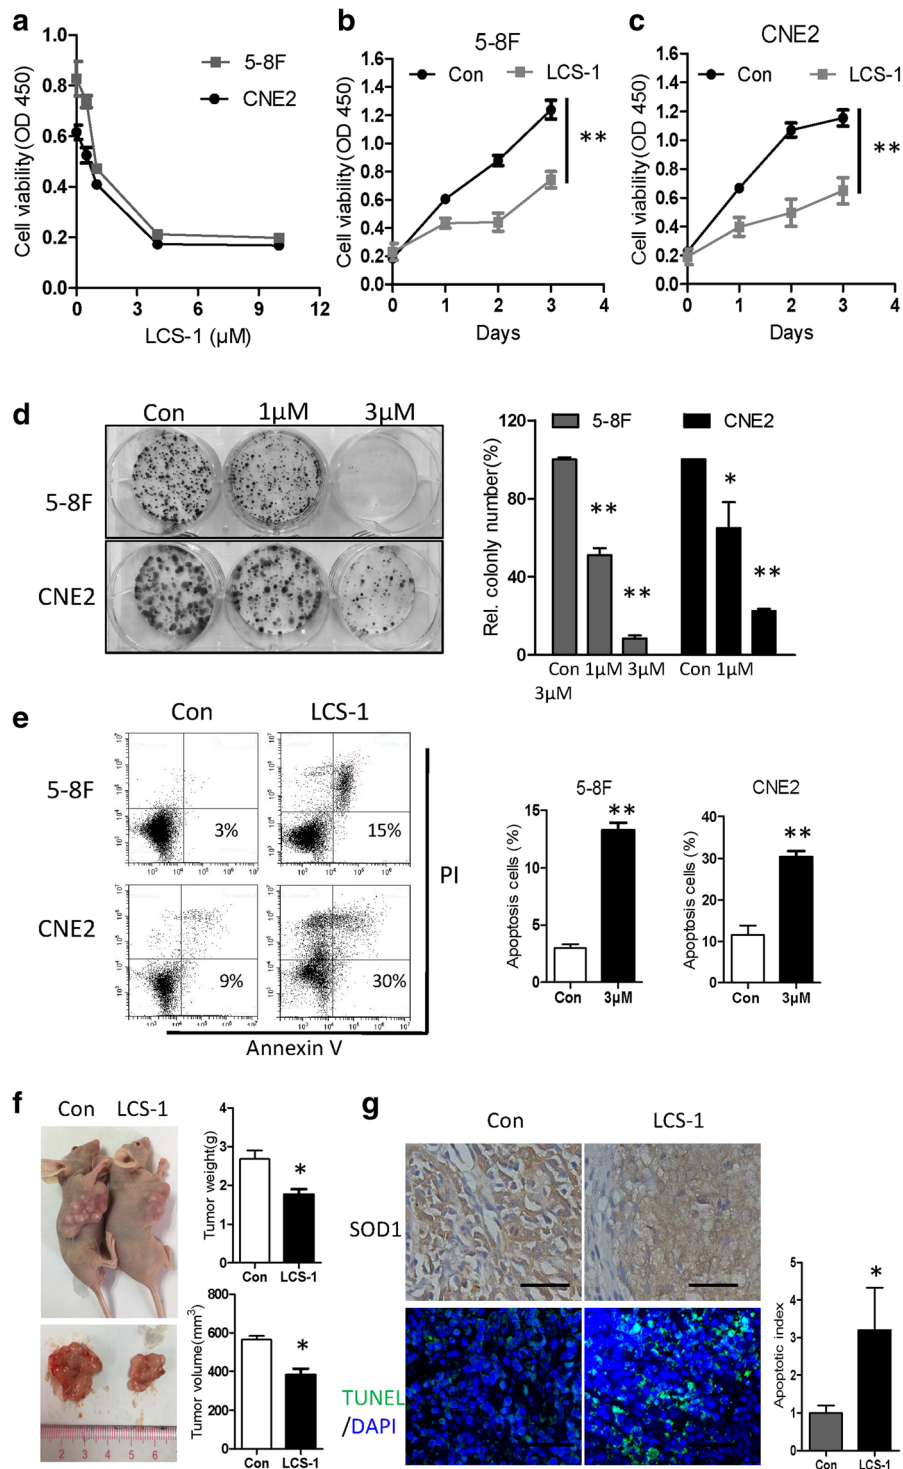 a
1.0
0.8
0.6
0.4
0.2
0.0
Cell viability(OD 450)
5-8F
CNE2
0 3 6 9 12
LCS-1 (μM)
b
5-8F
1.6
1.4
1.2
1.0
0.8
0.6
0.4
0.2
0.0
Cell viability(OD 450)
Con LCS-1
**
0 1 2 3 4
Days
c
CNE2
1.6
1.4
1.2
1.0
0.8
0.6
0.4
0.2
0.0
Cell viability(OD 450)
Con LCS-1
**
0 1 2 3 4
Days
d
Con 1μM 3μM
5-8F
CNE2
120
80
40
0
Rel. colonly number(%)
5-8F CNE2
** ** * **
Con 1μM 3μM Con 1μM
3μM
e
Con LCS-1
5-8F
3% 15%
CNE2
9% 30%
PI
Annexin V
5-8F
15
10
5
0
Apoptosis cells (%)
**
Con 3μM
CNE2
40
30
20
10
0
Apoptosis cells (%)
**
Con 3μM
f
Con LCS-1
2 3 4 5 6
4
3
2
1
0
Tumor weight(g)
*
Con LCS-1
800
600
400
200
0
Tumor volume(mm³)
*
Con LCS-1
g
Con LCS-1
SOD1
TUNEL
/DAPI
5
4
3
2
1
0
Apoptotic index
*
Con LCS-1